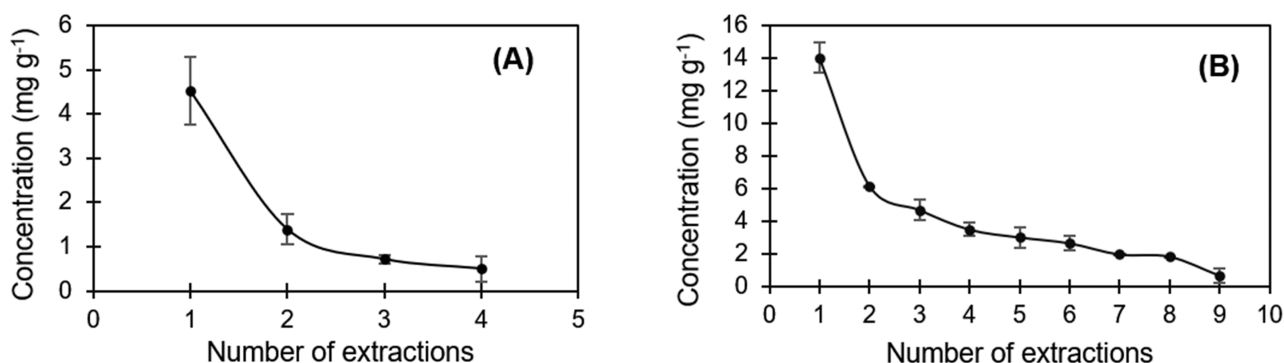 (A)
Concentration (mg g⁻¹)
6
5
4
3
2
1
0
0 1 2 3 4 5
Number of extractions
(B)
Concentration (mg g⁻¹)
16
14
12
10
8
6
4
2
0
0 1 2 3 4 5 6 7 8 9 10
Number of extractions